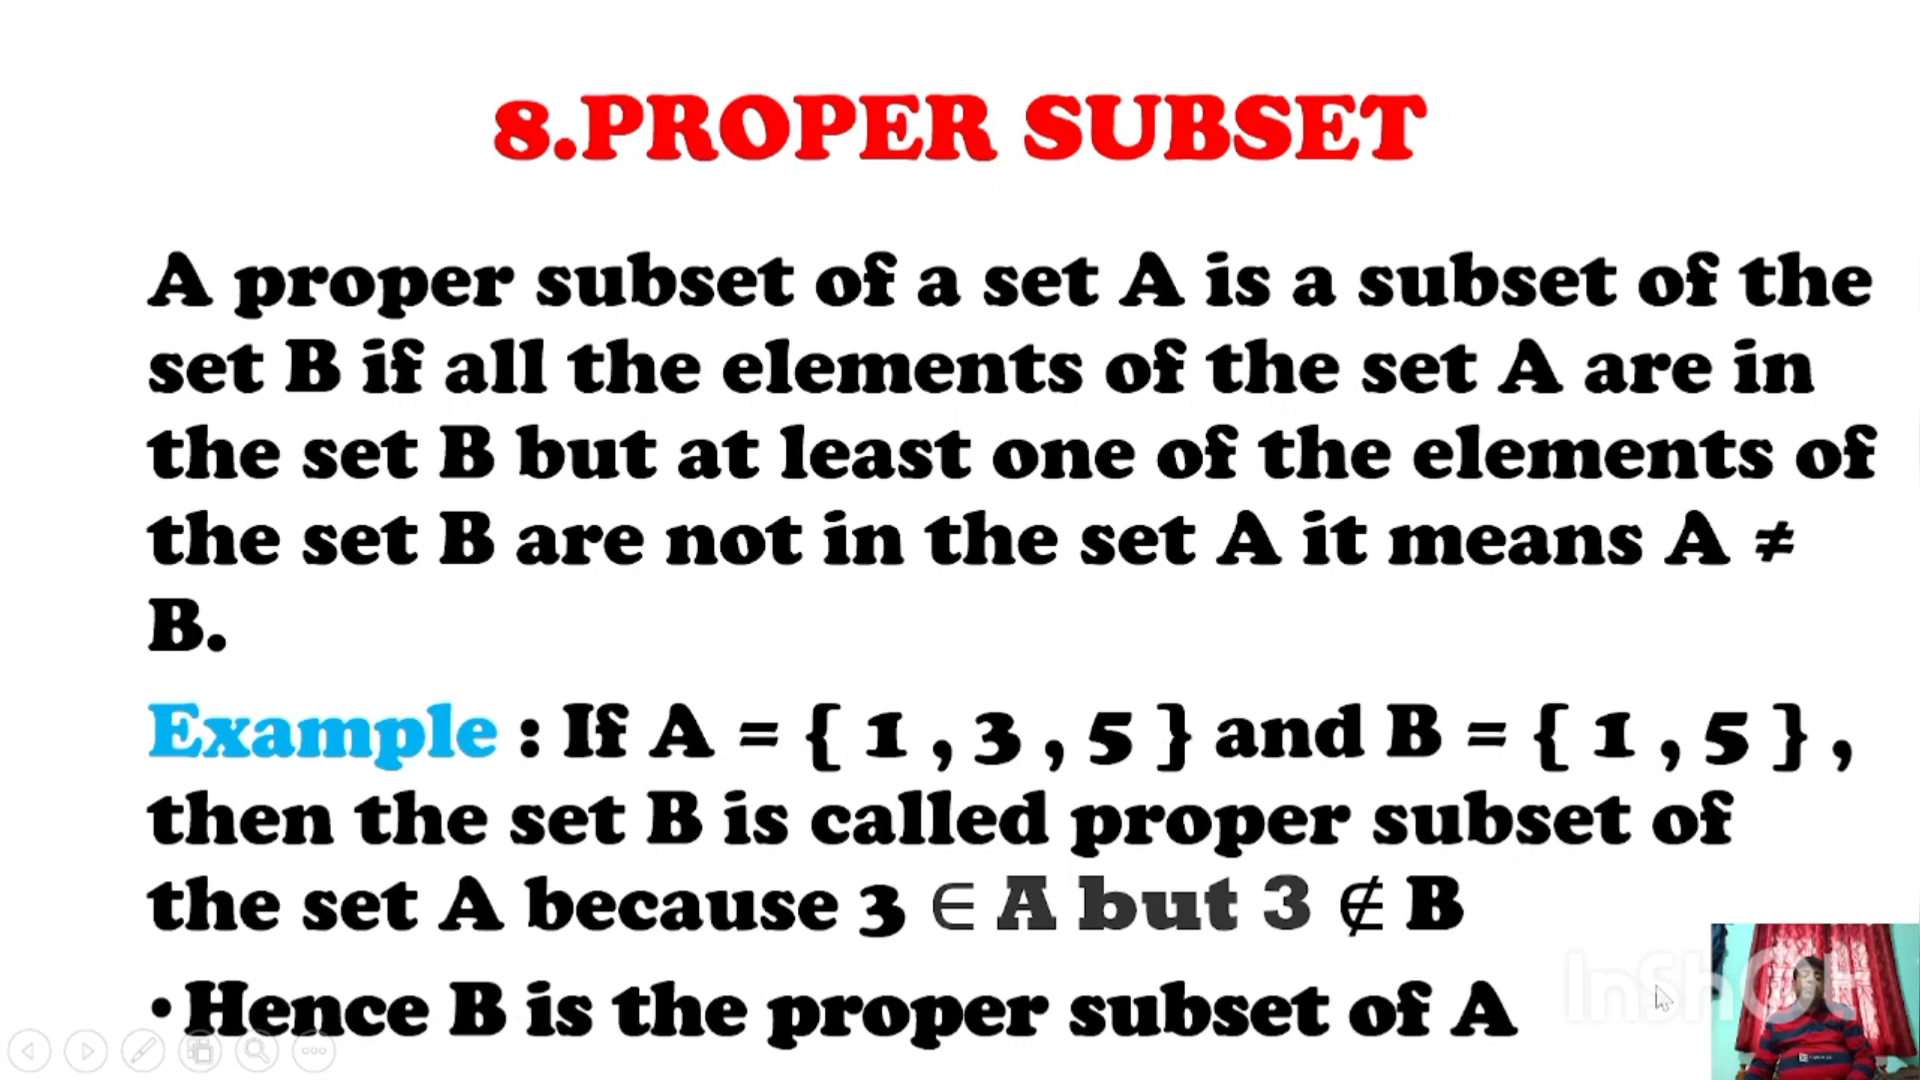 8.PROPER SUBSET
A proper subset of a set A is a subset of the
set B if all the elements of the set A are in
the set B but at least one of the elements of
the set B are not in the set A it means A ≠
B.
Example : If A = { 1 , 3 , 5 } and B = { 1 , 5 } ,
then the set B is called proper subset of
the set A because 3 ∈ A but 3 ∉ B
•Hence B is the proper subset of A
InShOt